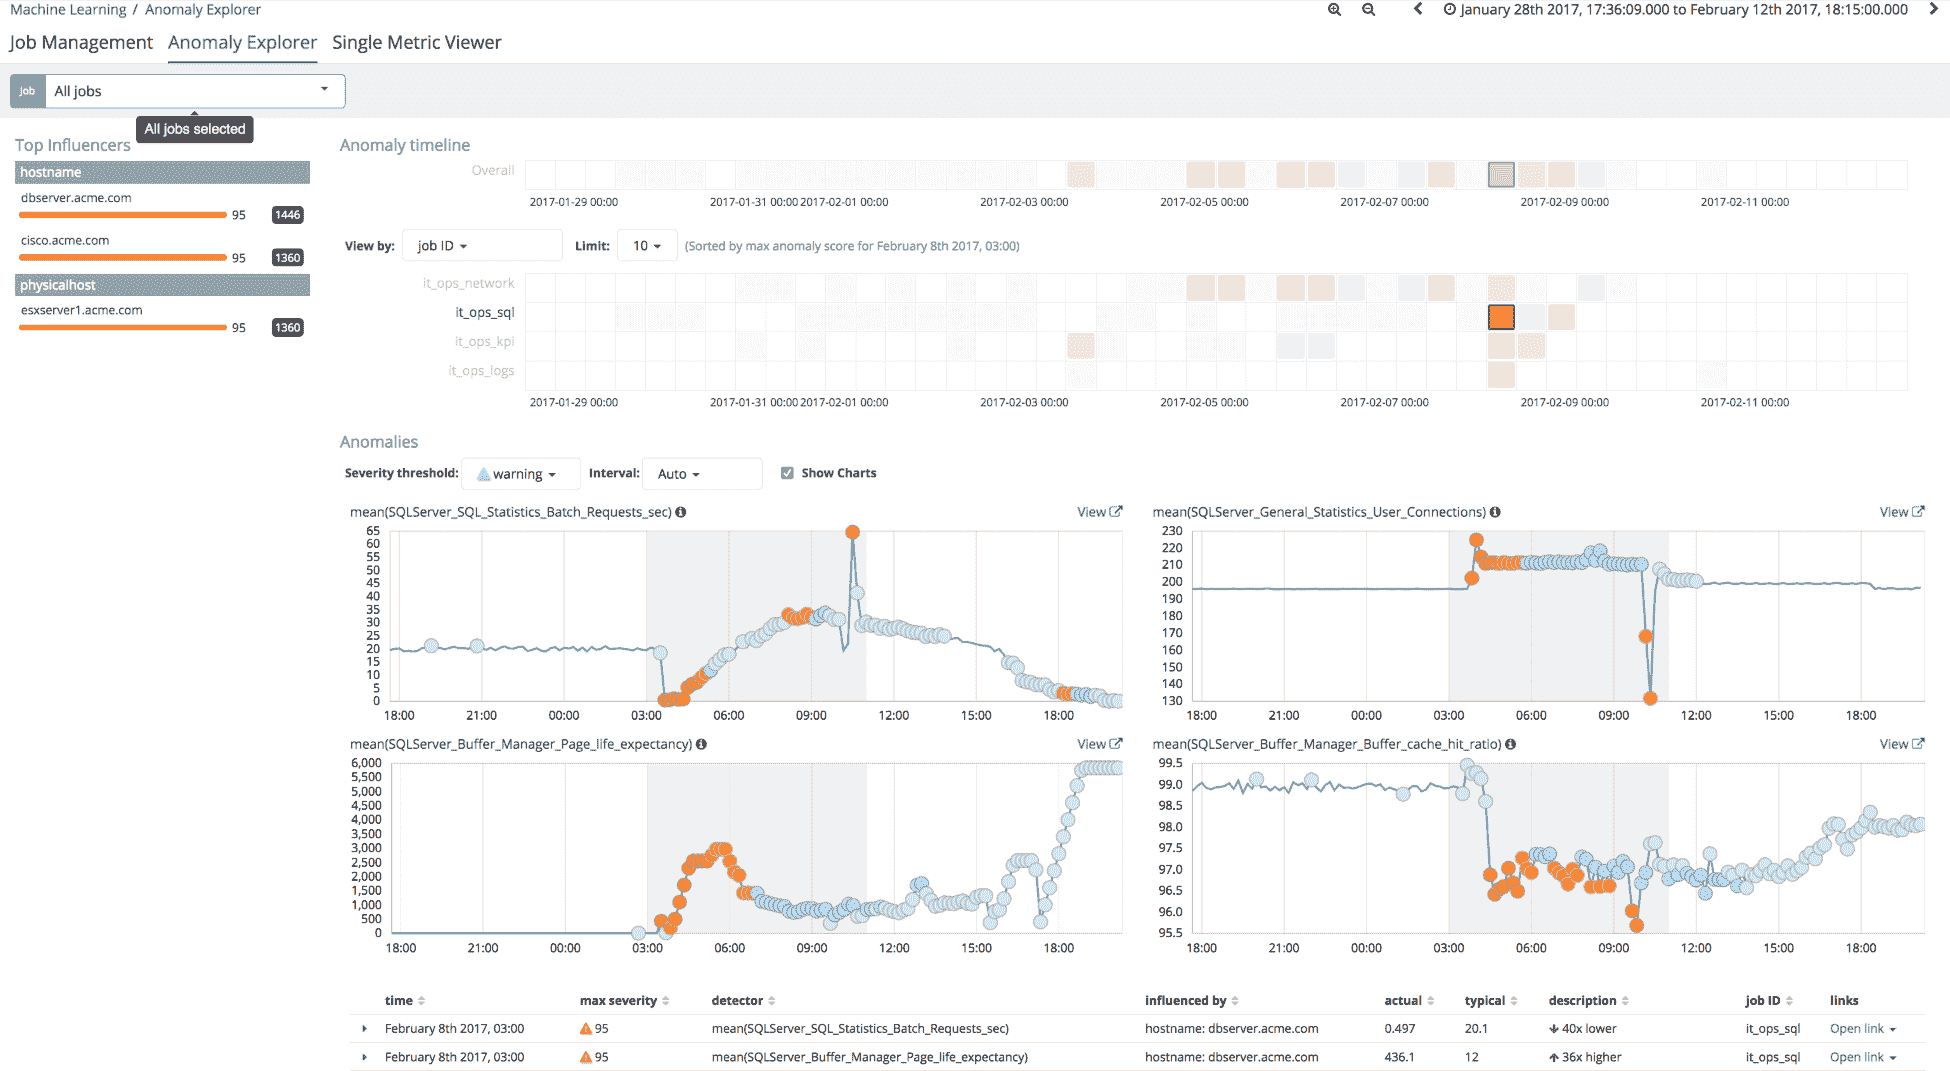 Machine Learning / Anomaly Explorer
January 28th 2017, 17:36:09.000 to February 12th 2017, 18:15:00.000
Job Management Anomaly Explorer Single Metric Viewer
Job All jobs
All jobs selected
Top Influencers
hostname
dbserver.acme.com
95 1446
cisco.acme.com
95 1360
physicalhost
esxserver1.acme.com
95 1360
Anomaly timeline
Overall
2017-01-29 00:00 2017-01-31 00:00 2017-02-01 00:00 2017-02-03 00:00 2017-02-05 00:00 2017-02-07 00:00 2017-02-09 00:00 2017-02-11 00:00
View by: job ID Limit: 10 (Sorted by max anomaly score for February 8th 2017, 03:00)
it_ops_network
it_ops_sql
it_ops_kpi
it_ops_logs
2017-01-29 00:00 2017-01-31 00:00 2017-02-01 00:00 2017-02-03 00:00 2017-02-05 00:00 2017-02-07 00:00 2017-02-09 00:00 2017-02-11 00:00
Anomalies
Severity threshold: warning Interval: Auto Show Charts
mean(SQLServer_SQL_Statistics_Batch_Requests_sec) View
65
60
55
50
45
40
35
30
25
20
15
10
5
0
18:00 21:00 00:00 03:00 06:00 09:00 12:00 15:00 18:00
mean(SQLServer_General_Statistics_User_Connections) View
230
220
210
200
190
180
170
160
150
140
130
18:00 21:00 00:00 03:00 06:00 09:00 12:00 15:00 18:00
mean(SQLServer_Buffer_Manager_Page_life_expectancy) View
6,000
5,500
5,000
4,500
4,000
3,500
3,000
2,500
2,000
1,500
1,000
500
0
18:00 21:00 00:00 03:00 06:00 09:00 12:00 15:00 18:00
mean(SQLServer_Buffer_Manager_Buffer_cache_hit_ratio) View
99.5
99.0
98.5
98.0
97.5
97.0
96.5
96.0
95.5
18:00 21:00 00:00 03:00 06:00 09:00 12:00 15:00 18:00
time max severity detector influenced by actual typical description job ID links
February 8th 2017, 03:00 95 mean(SQLServer_SQL_Statistics_Batch_Requests_sec) hostname: dbserver.acme.com 0.497 20.1 40x lower it_ops_sql Open link
February 8th 2017, 03:00 95 mean(SQLServer_Buffer_Manager_Page_life_expectancy) hostname: dbserver.acme.com 436.1 12 36x higher it_ops_sql Open link